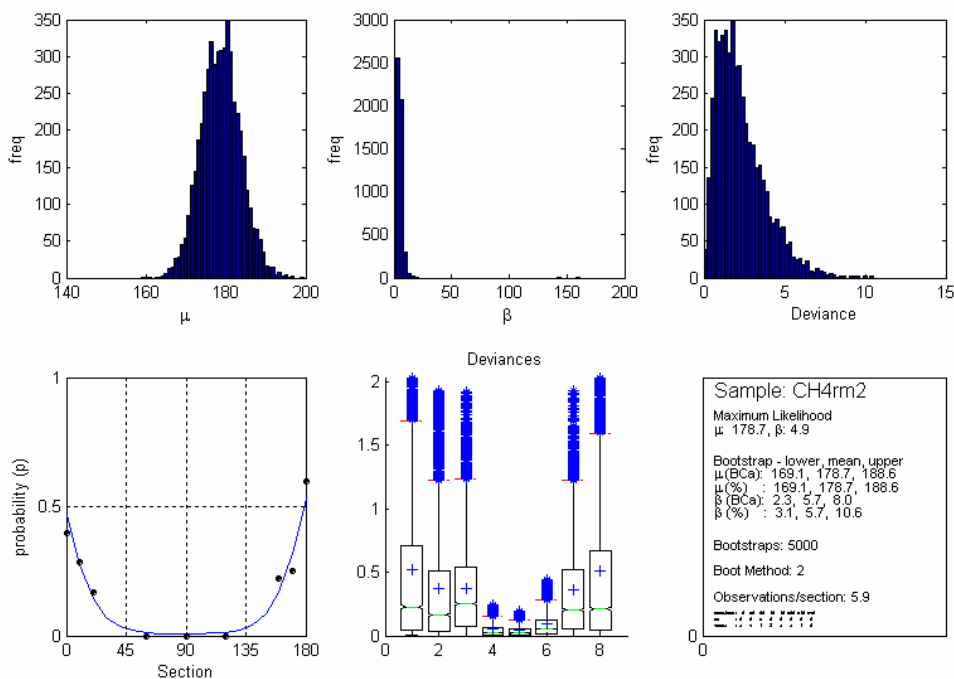 350
300
250
200
150
100
50
0
freq
140 160 180 200
μ
3000
2500
2000
1500
1000
500
0
freq
0 50 100 150 200
β
350
300
250
200
150
100
50
0
freq
0 5 10 15
Deviance
1
0.5
0
probability (p)
0 45 90 135 180
Section
Deviances
2
1.5
1
0.5
0
0 2 4 6 8
Sample: CH4rm2
Maximum Likelihood
μ: 178.7, β: 4.9
Bootstrap - lower, mean, upper
μ(BCa): 169.1, 178.7, 188.6
μ(%) : 169.1, 178.7, 188.6
β(BCa): 2.3, 5.7, 8.0
β(%) : 3.1, 5.7, 10.6
Bootstraps: 5000
Boot Method: 2
Observations/section: 5.9
0